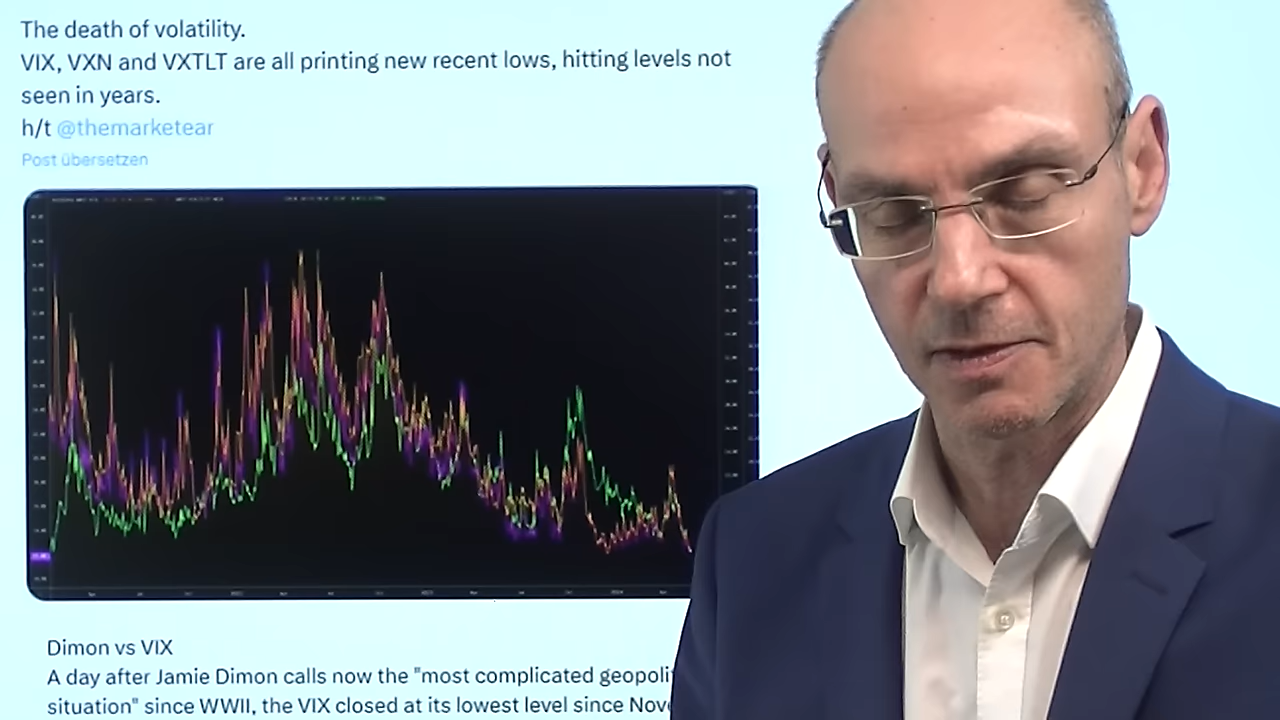 The death of volatility.
VIX, VXN and VXTLT are all printing new recent lows, hitting levels not
seen in years.
h/t @themarketear
Post übersetzen
Dimon vs VIX
A day after Jamie Dimon calls now the "most complicated
situation" since WWII, the VIX closed at its lowest level since